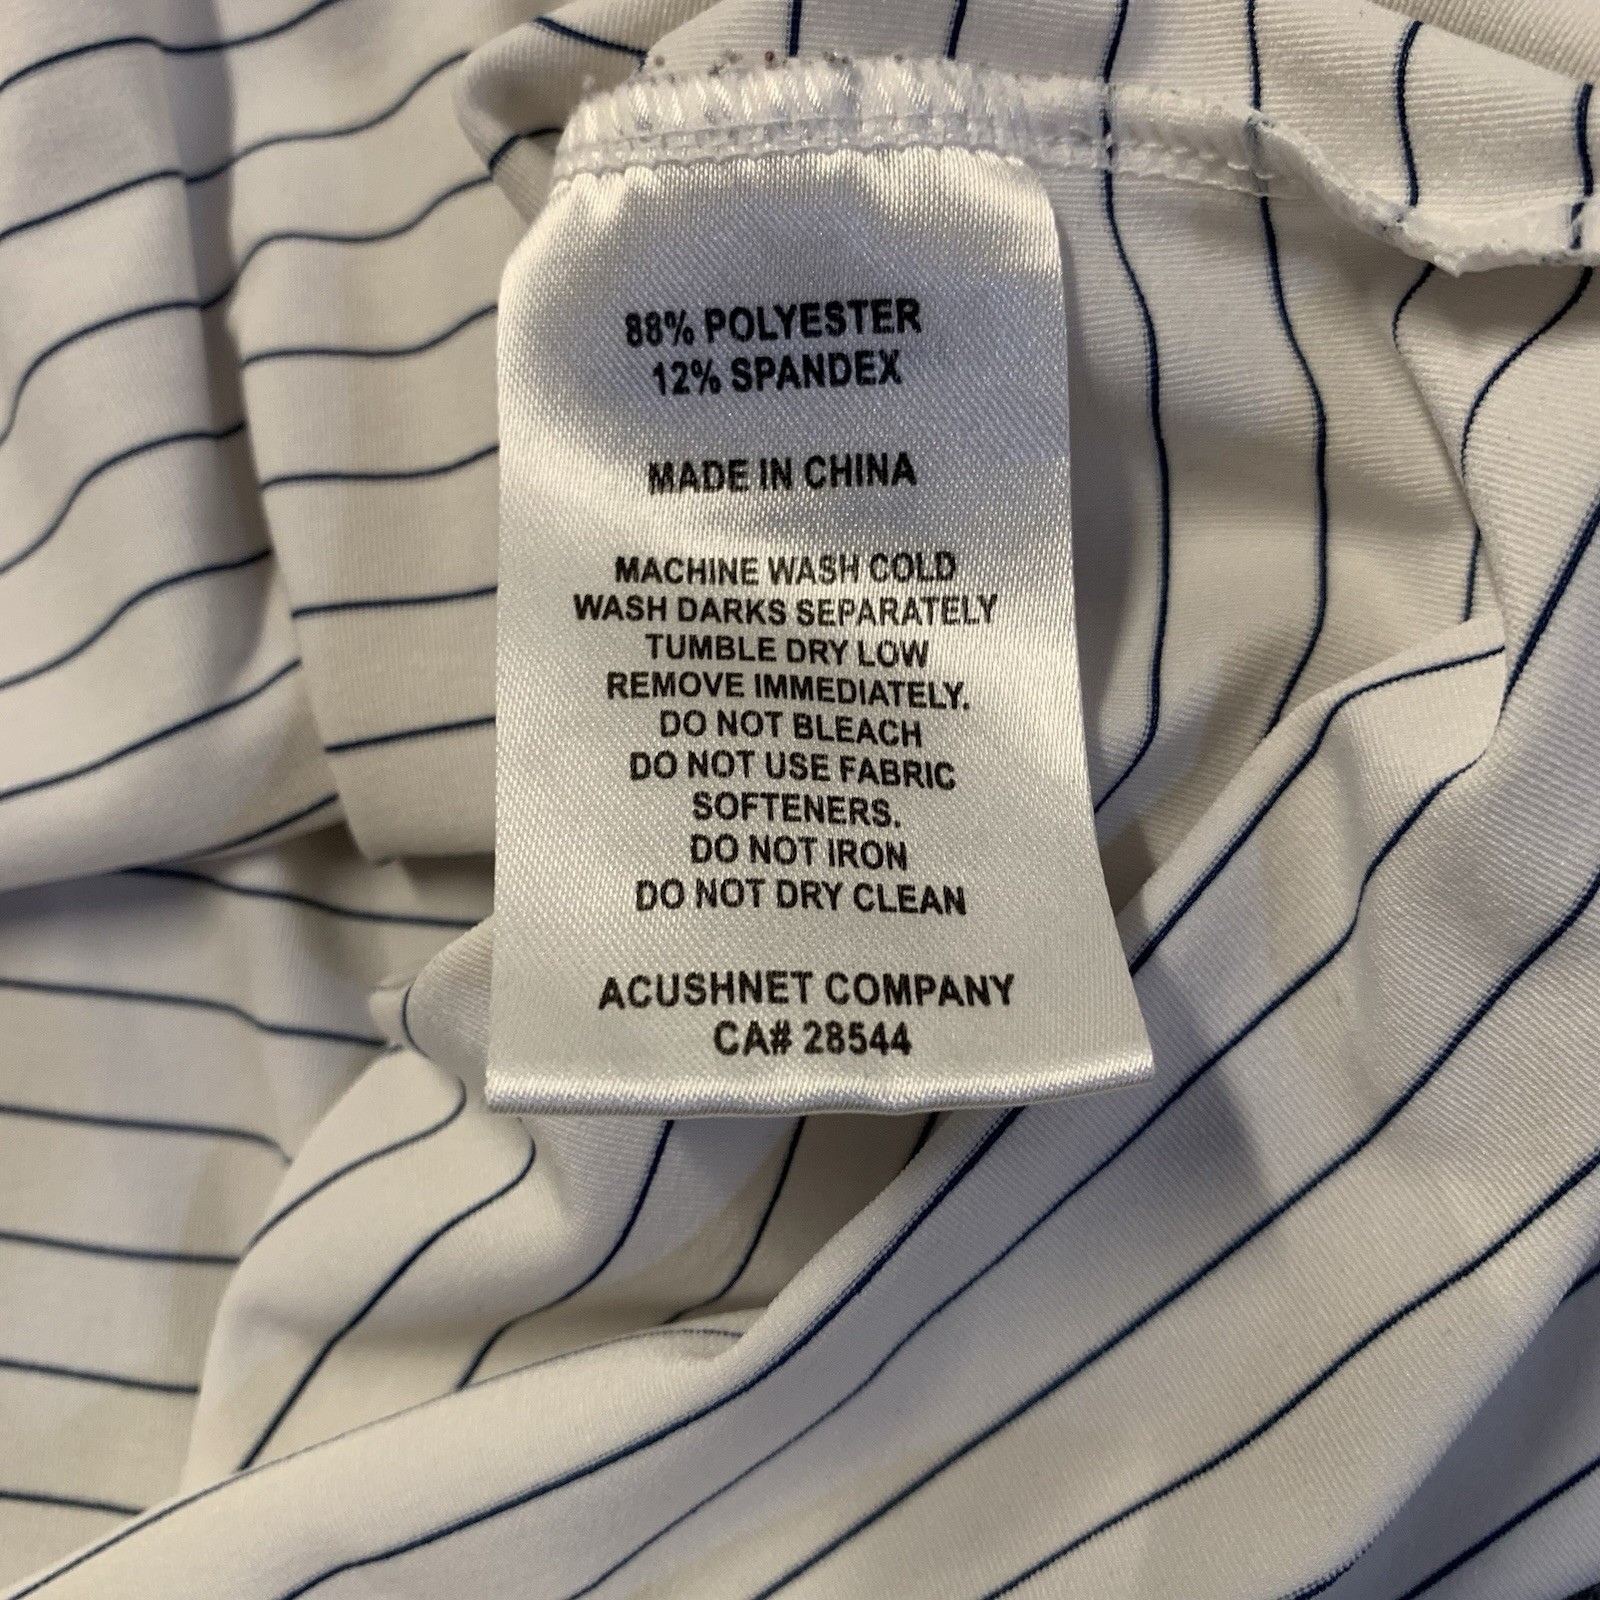 88% POLYESTER
12% SPANDEX
MADE IN CHINA
MACHINE WASH COLD
WASH DARKS SEPARATELY
TUMBLE DRY LOW
REMOVE IMMEDIATELY.
DO NOT BLEACH
DO NOT USE FABRIC
SOFTENERS.
DO NOT IRON
DO NOT DRY CLEAN
ACUSHNET COMPANY
CA# 28544